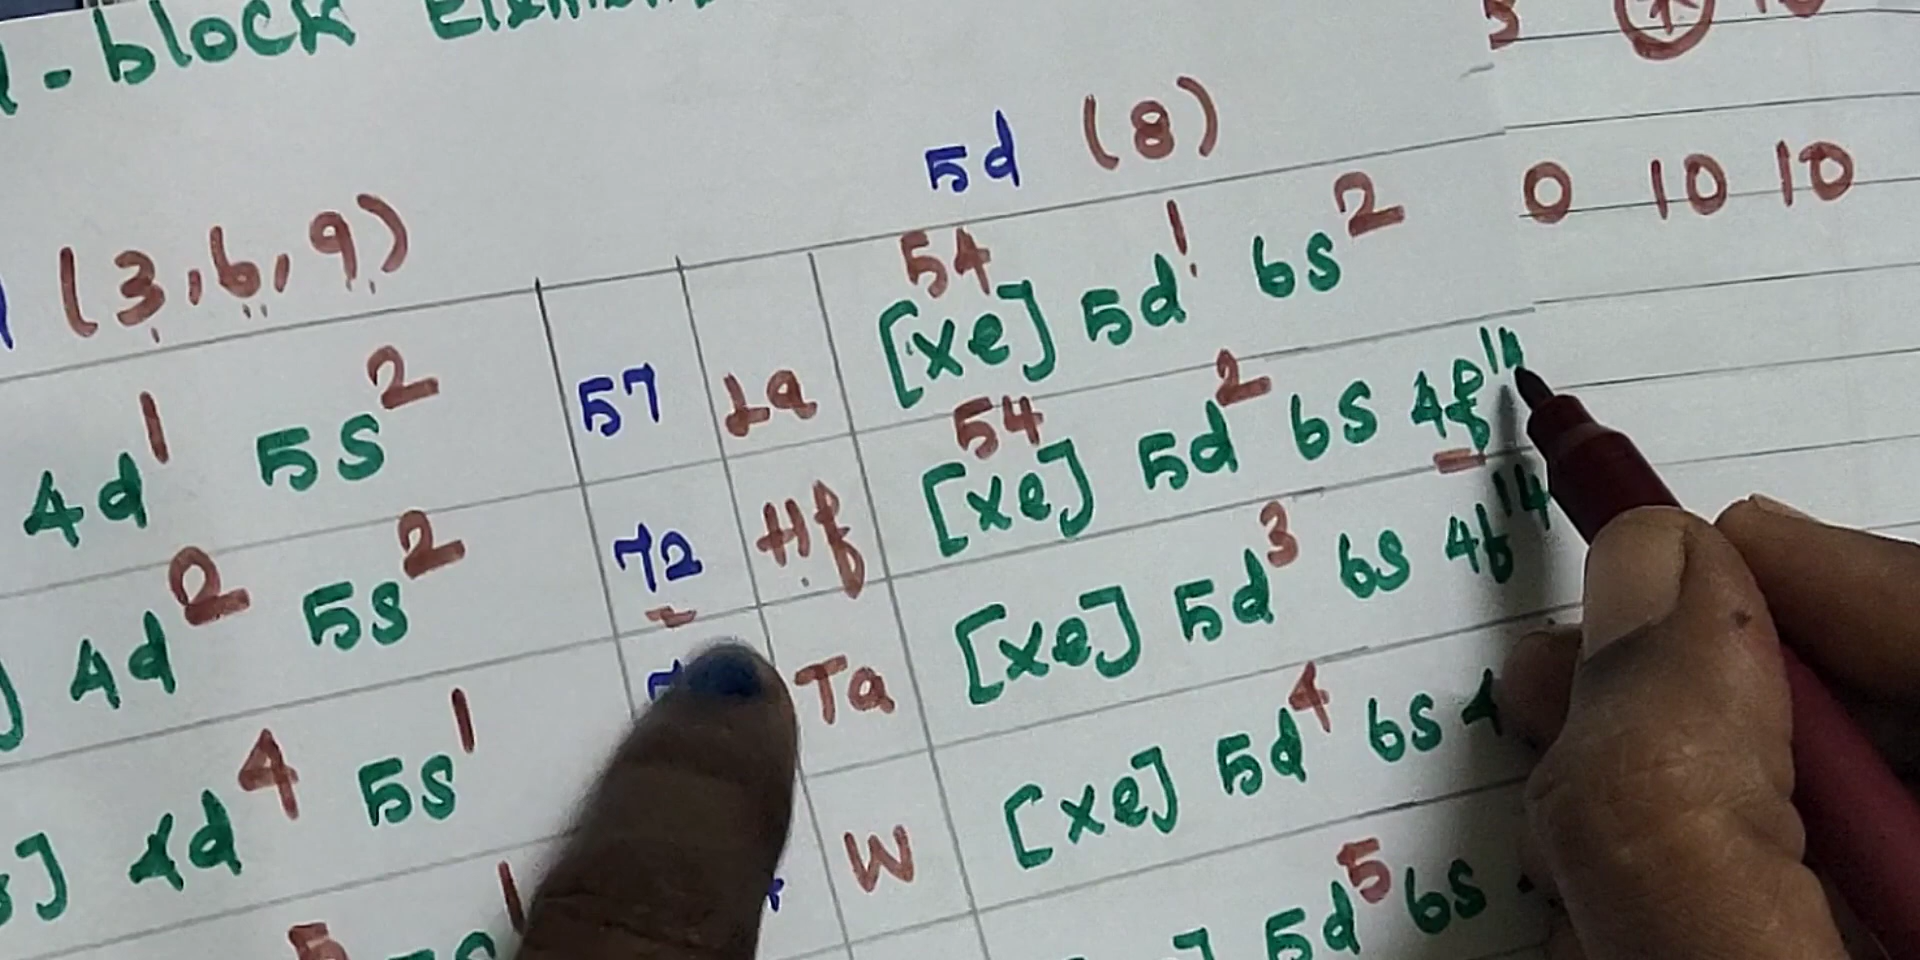 - block
5d (8)
(3,6,9)
0 10 10
4d¹ 5s² 57 La [Xe]⁵⁴ 5d¹ 6s²
4d² 5s² 72 Hf [Xe]⁵⁴ 5d² 6s 4f¹⁴
] 4d⁴ 5s¹ Ta [Xe] 5d³ 6s 4f¹⁴
] W [Xe] 5d⁴ 6s
5 1 ] 5d⁵ 6s